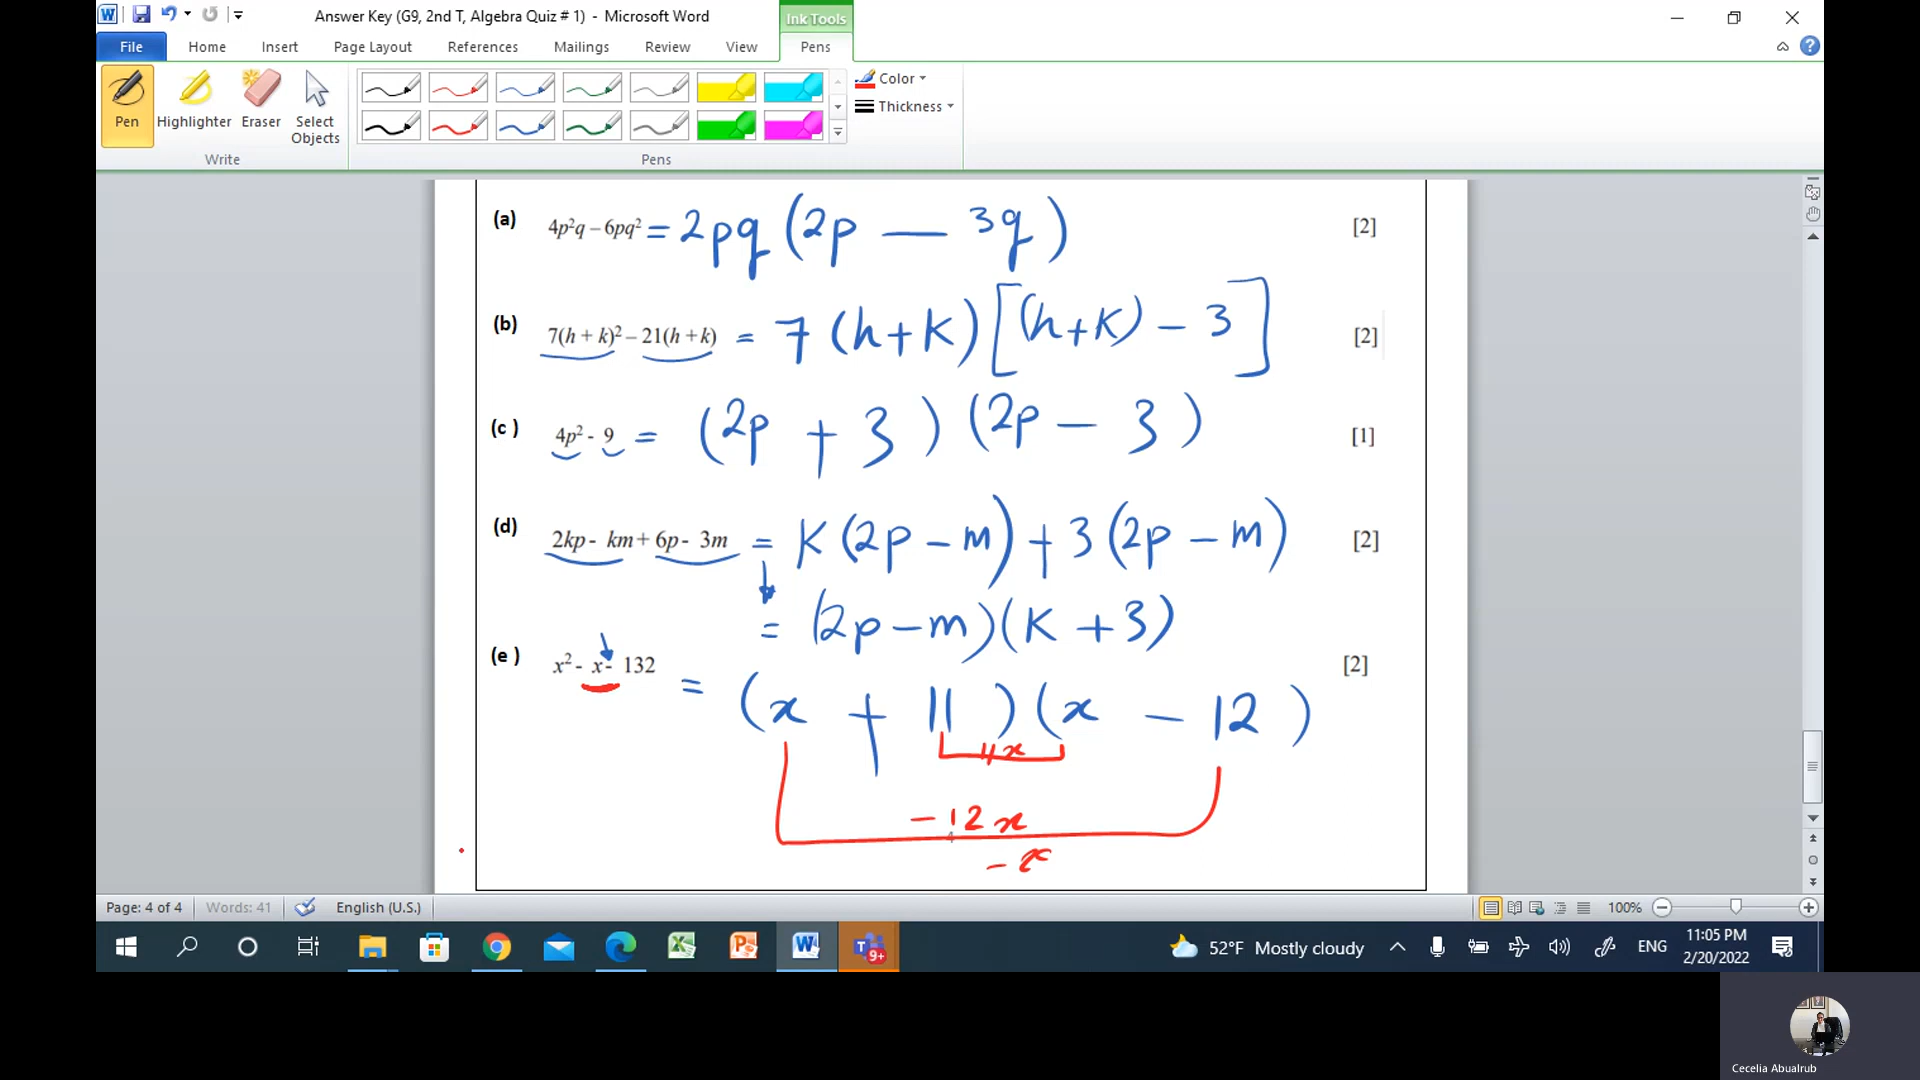 Answer Key (G9, 2nd T, Algebra Quiz # 1) - Microsoft Word
Ink Tools
File Home Insert Page Layout References Mailings Review View Pens
Pen Highlighter Eraser Select Objects
Color
Thickness
Write Pens
(a) 4p²q – 6pq² = 2pq (2p — 3q) [2]
(b) 7(h + k)² – 21(h + k) = 7 (h+k) [(h+k) – 3] [2]
(c ) 4p² - 9 = (2p + 3) (2p – 3) [1]
(d) 2kp - km + 6p - 3m = K (2p – m) + 3 (2p – m) [2]
= (2p – m)(K + 3)
(e ) x² - x - 132 = (x + 11)(x – 12) [2]
11x
– 12x
– x
Page: 4 of 4 Words: 41 English (U.S.) 100%
52°F Mostly cloudy ENG 11:05 PM
2/20/2022
9+
Cecelia Abualrub